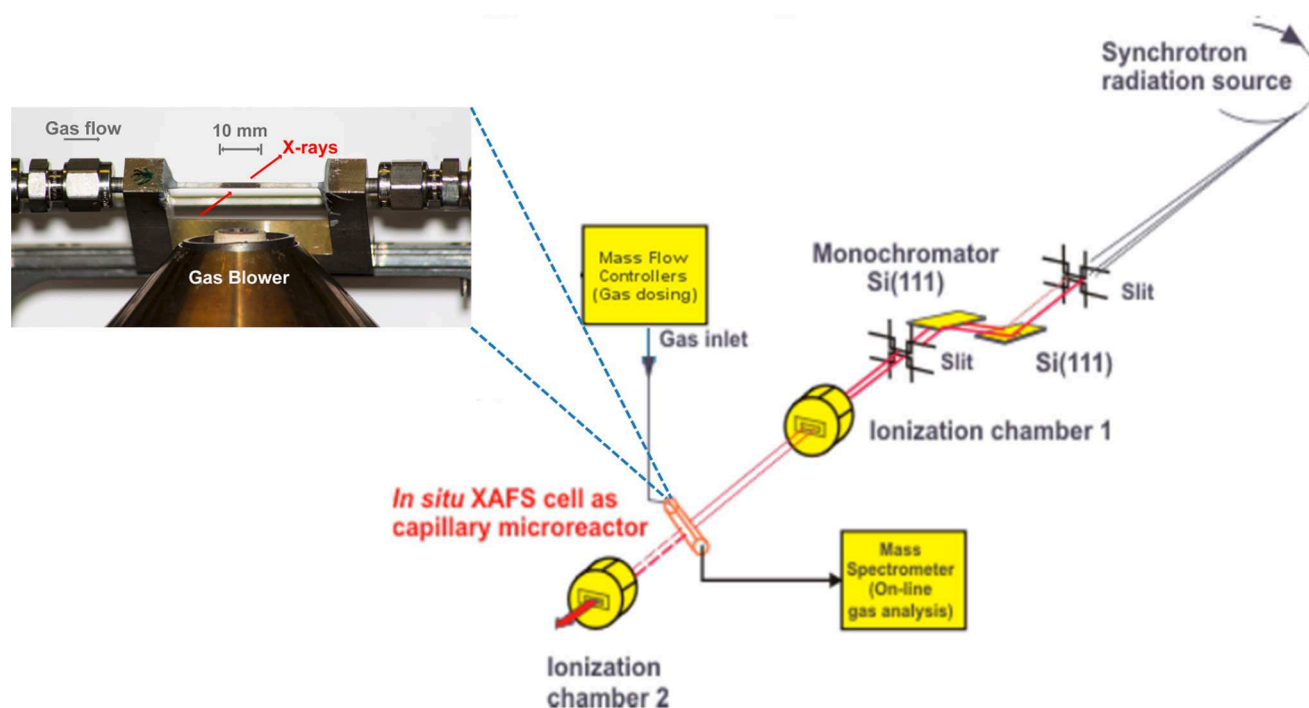 Synchrotron
radiation source
Gas flow
10 mm
X-rays
Gas Blower
Mass Flow
Controllers
(Gas dosing)
Gas inlet
Monochromator
Si(111)
Slit
Slit
Si(111)
Ionization chamber 1
In situ XAFS cell as
capillary microreactor
Mass
Spectrometer
(On-line
gas analysis)
Ionization
chamber 2